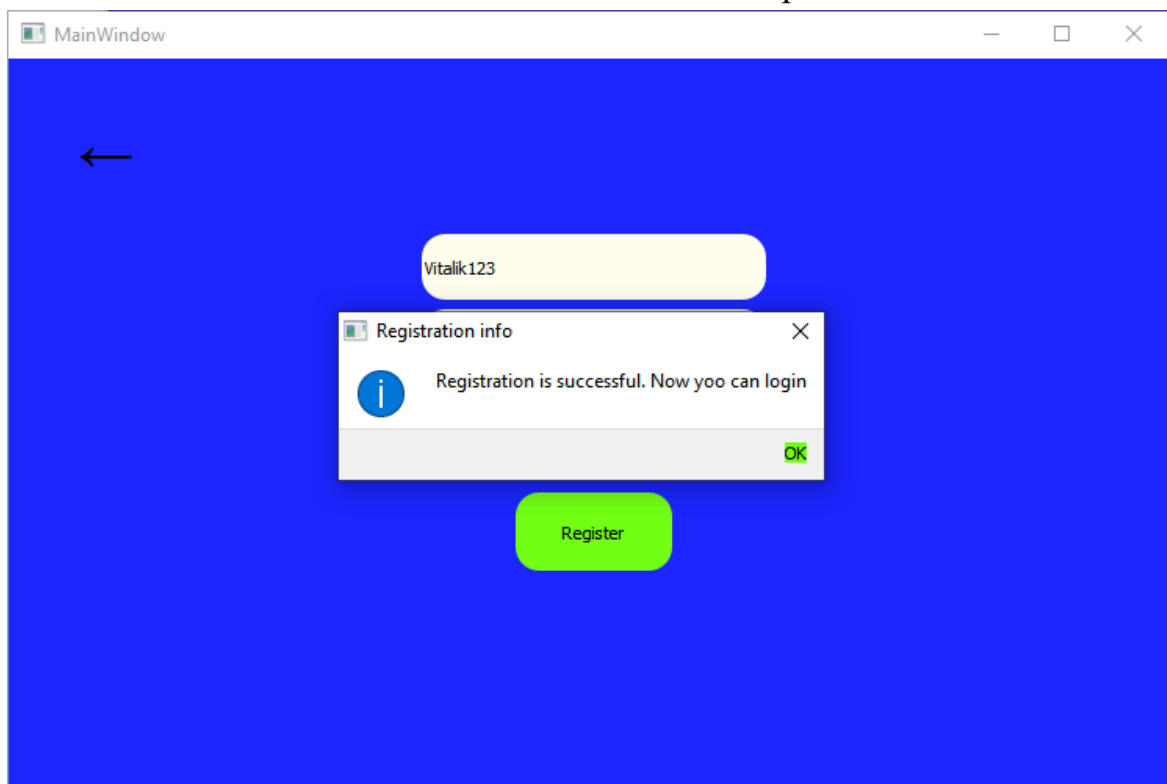 MainWindow
←
Vitalik123
Registration info
Registration is successful. Now yoo can login
OK
Register